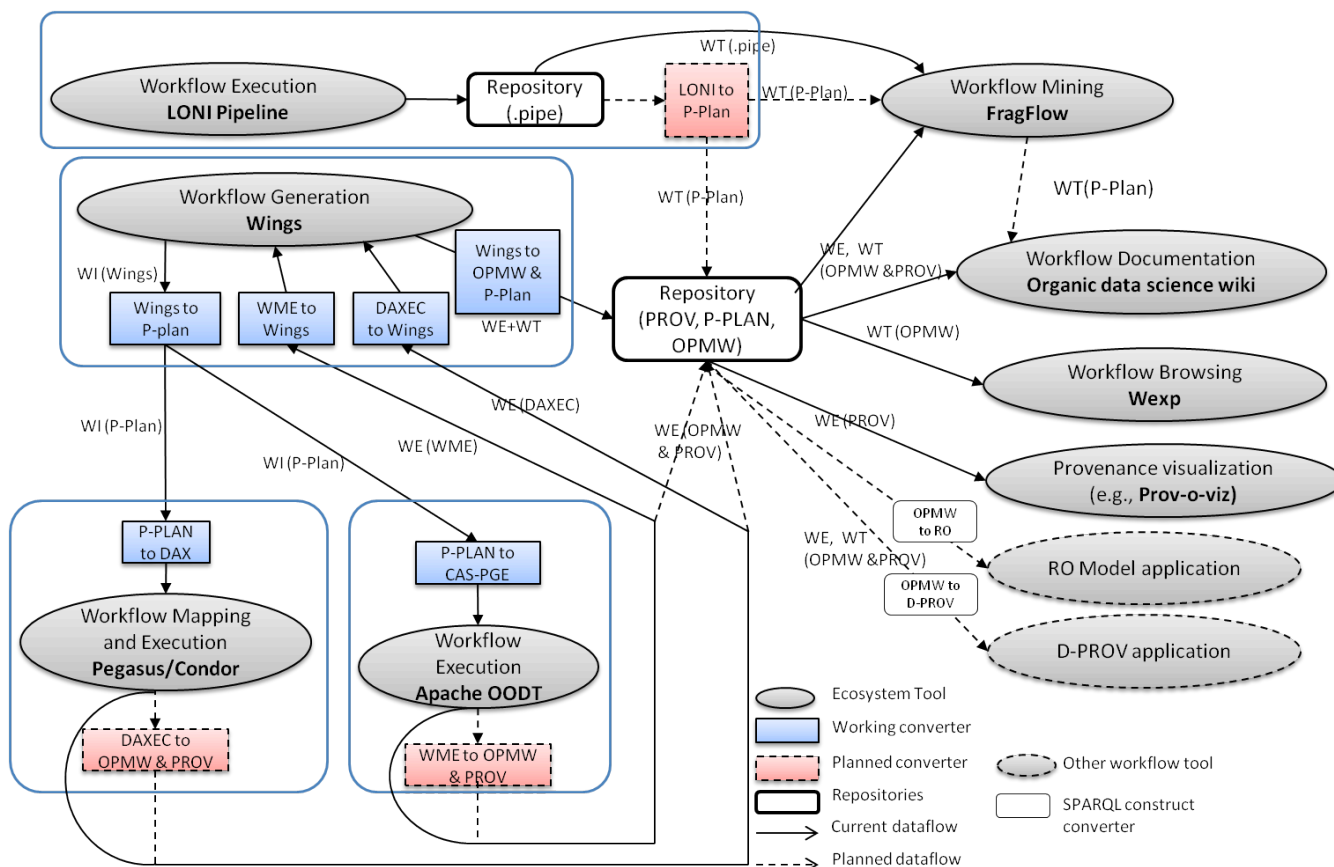 WT (.pipe)
Workflow Execution
LONI Pipeline
Repository
(.pipe)
LONI to
P-Plan
WT (P-Plan)
Workflow Mining
FragFlow
WT (P-Plan)
WT(P-Plan)
Workflow Generation
Wings
WI (Wings)
Wings to
P-plan
WME to
Wings
DAXEC
to Wings
Wings to
OPMW &
P-Plan
WE+WT
Repository
(PROV, P-PLAN,
OPMW)
WE, WT
(OPMW &PROV)
Workflow Documentation
Organic data science wiki
WT (OPMW)
Workflow Browsing
Wexp
WE (DAXEC)
WE (PROV)
WI (P-Plan)
WE (WME)
WE (OPMW
& PROV)
WI (P-Plan)
Provenance visualization
(e.g., Prov-o-viz)
OPMW
to RO
WE, WT
(OPMW &PROV)
OPMW to
D-PROV
RO Model application
D-PROV application
P-PLAN
to DAX
P-PLAN to
CAS-PGE
Workflow Mapping
and Execution
Pegasus/Condor
Workflow
Execution
Apache OODT
DAXEC to
OPMW & PROV
WME to OPMW
& PROV
Ecosystem Tool
Working converter
Planned converter
Repositories
Current dataflow
Planned dataflow
Other workflow tool
SPARQL construct
converter